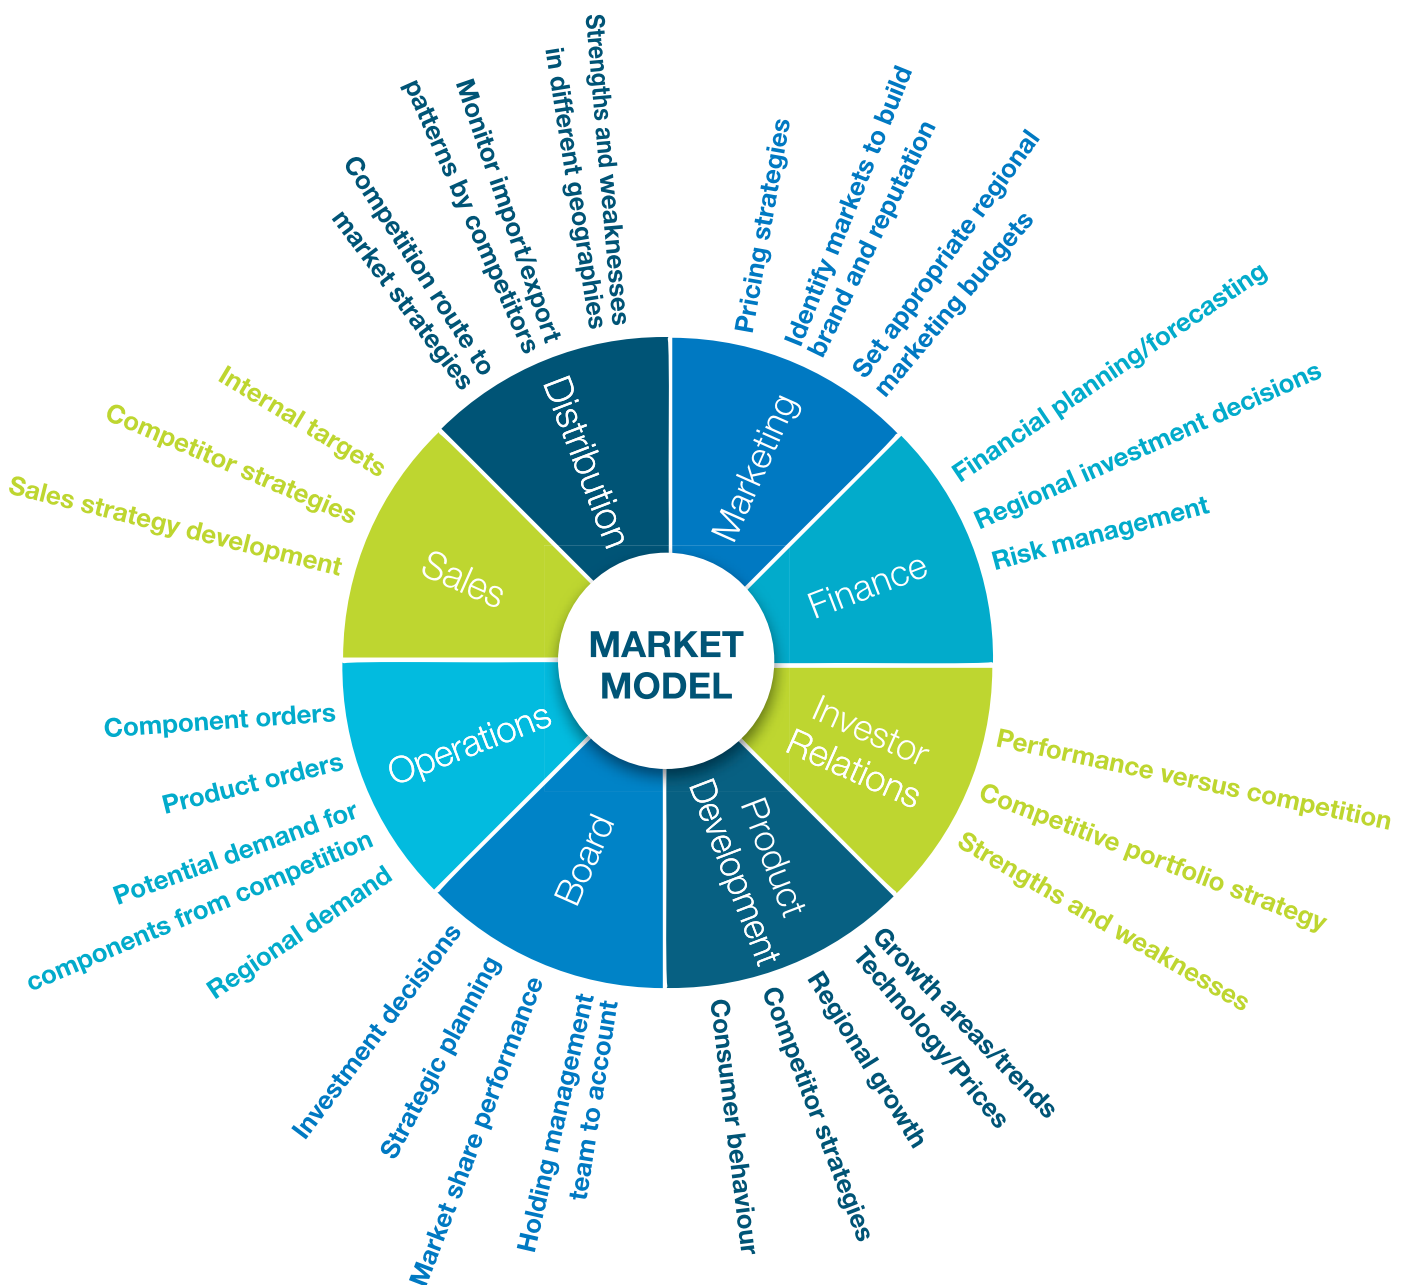 MARKET
MODEL
Marketing
Pricing strategies
Identify markets to build
brand and reputation
Set appropriate regional
marketing budgets
Finance
Financial planning/forecasting
Regional investment decisions
Risk management
Investor
Relations
Performance versus competition
Competitive portfolio strategy
Strengths and weaknesses
Product
Development
Growth areas/trends
Technology/Prices
Regional growth
Competitor strategies
Consumer behaviour
Board
Holding management
team to account
Market share performance
Strategic planning
Investment decisions
Operations
Regional demand
Potential demand for
components from competition
Product orders
Component orders
Sales
Sales strategy development
Competitor strategies
Internal targets
Distribution
Competition route to
market strategies
Monitor import/export
patterns by competitors
Strengths and weaknesses
in different geographies